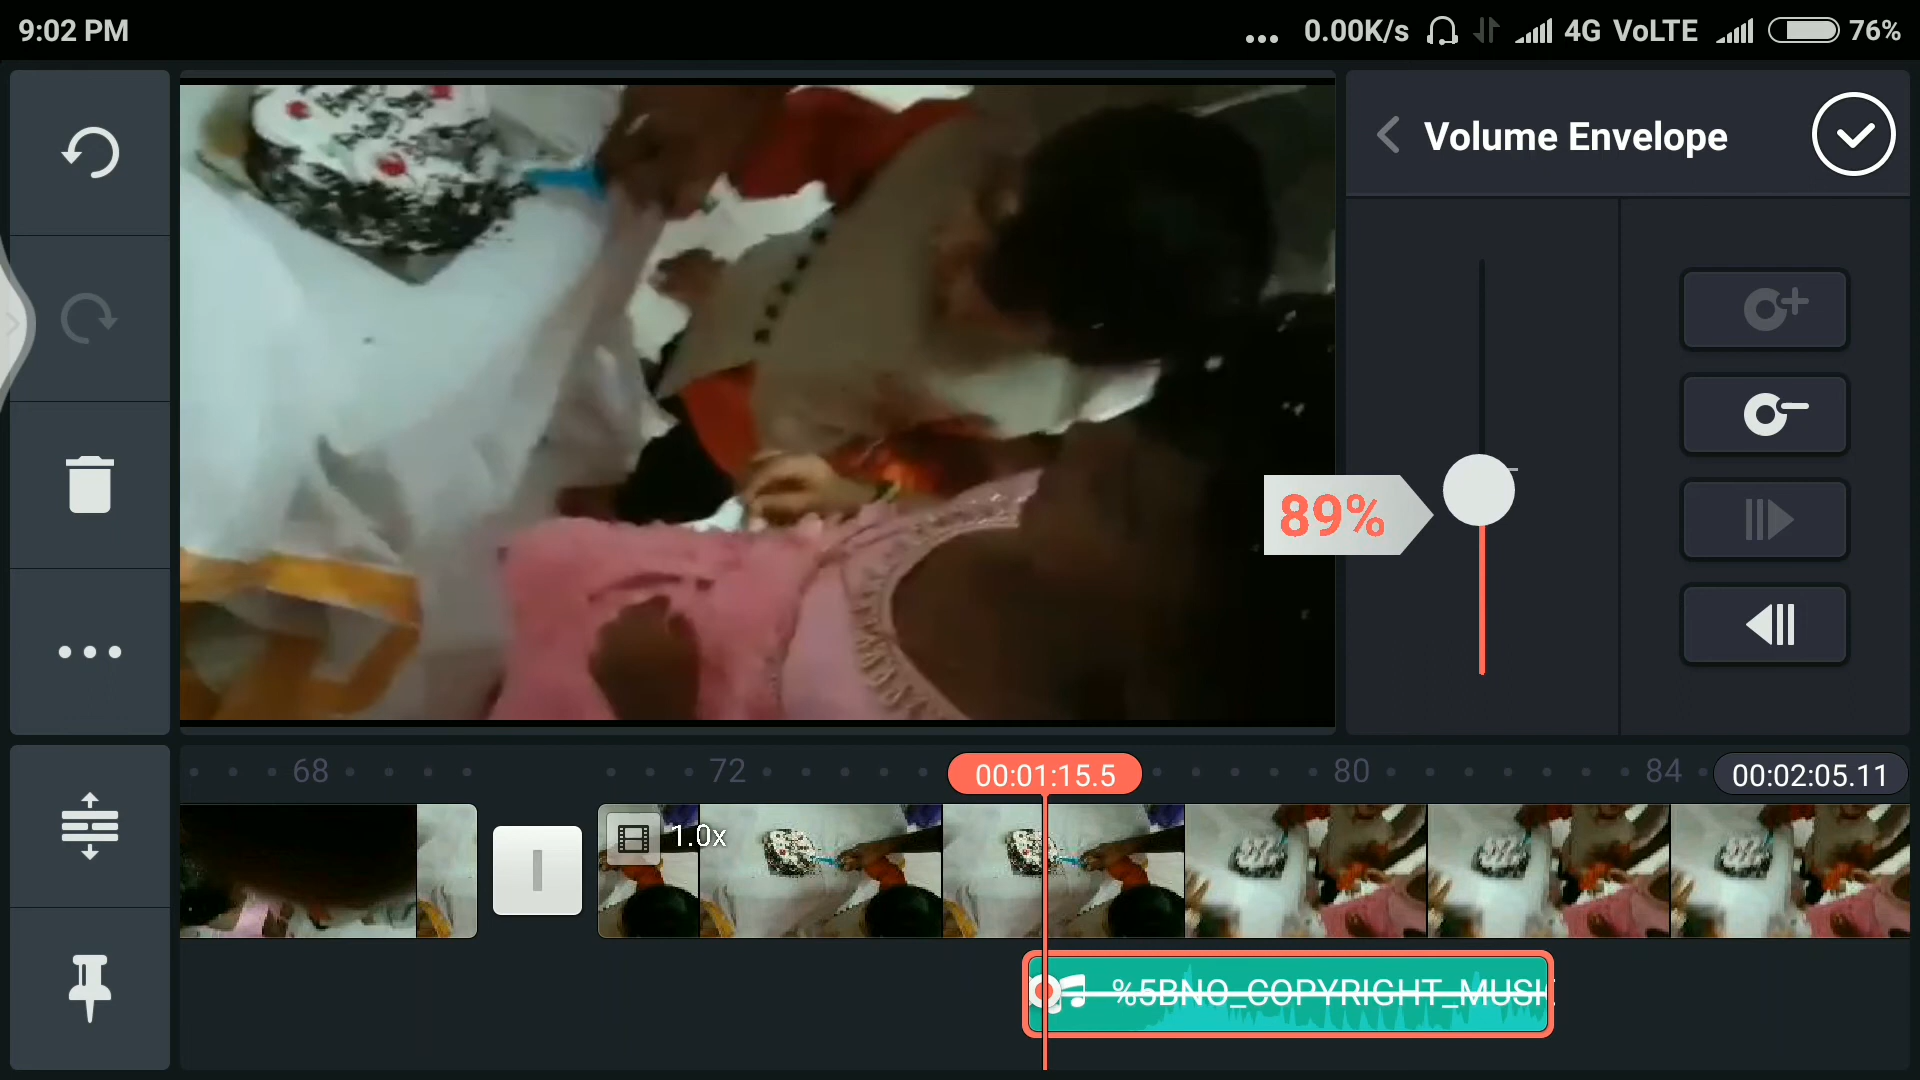 9:02 PM
... 0.00K/s 4G VoLTE 76%
Volume Envelope
89%
68 72 00:01:15.5 80 84 00:02:05.11
1.0x
%5BNO_COPYRIGHT_MUSI